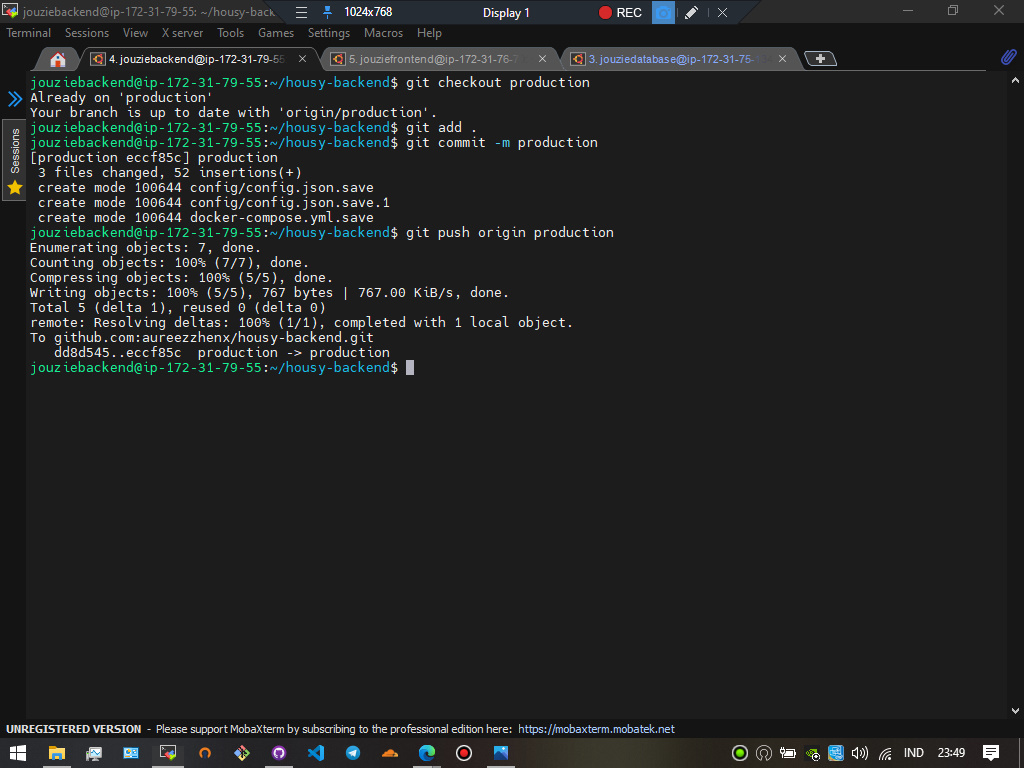 jouziebackend@ip-172-31-79-55: ~/housy-back
1024x768
Display 1
REC
Terminal Sessions View X server Tools Games Settings Macros Help
4. jouziebackend@ip-172-31-79-55
5. jouziefrontend@ip-172-31-76-7
3. jouziedatabase@ip-172-31-75-
Sessions
jouziebackend@ip-172-31-79-55:~/housy-backend$ git checkout production
Already on 'production'
Your branch is up to date with 'origin/production'.
jouziebackend@ip-172-31-79-55:~/housy-backend$ git add .
jouziebackend@ip-172-31-79-55:~/housy-backend$ git commit -m production
[production eccf85c] production
 3 files changed, 52 insertions(+)
 create mode 100644 config/config.json.save
 create mode 100644 config/config.json.save.1
 create mode 100644 docker-compose.yml.save
jouziebackend@ip-172-31-79-55:~/housy-backend$ git push origin production
Enumerating objects: 7, done.
Counting objects: 100% (7/7), done.
Compressing objects: 100% (5/5), done.
Writing objects: 100% (5/5), 767 bytes | 767.00 KiB/s, done.
Total 5 (delta 1), reused 0 (delta 0)
remote: Resolving deltas: 100% (1/1), completed with 1 local object.
To github.com:aureezzhenx/housy-backend.git
   dd8d545..eccf85c  production -> production
jouziebackend@ip-172-31-79-55:~/housy-backend$
UNREGISTERED VERSION - Please support MobaXterm by subscribing to the professional edition here: https://mobaxterm.mobatek.net
IND 23:49